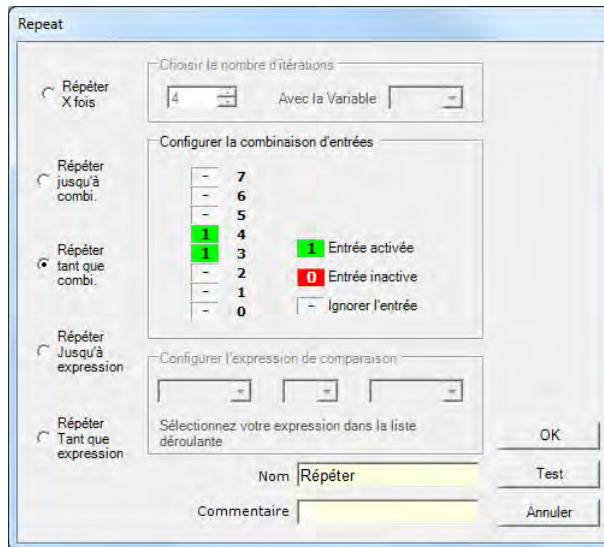 Repeat
Choisir le nombre d'itérations
Répéter
X fois
4
Avec la Variable
Configurer la combinaison d'entrées
Répéter
jusqu'à
combi.
- 7
- 6
- 5
1 4
1 3
- 2
- 1
- 0
1 Entrée activée
0 Entrée inactive
- Ignorer l'entrée
Répéter
tant que
combi.
Répéter
Jusqu'à
expression
Configurer l'expression de comparaison
Sélectionnez votre expression dans la liste
déroulante
Répéter
Tant que
expression
OK
Nom Répéter
Test
Commentaire
Annuler